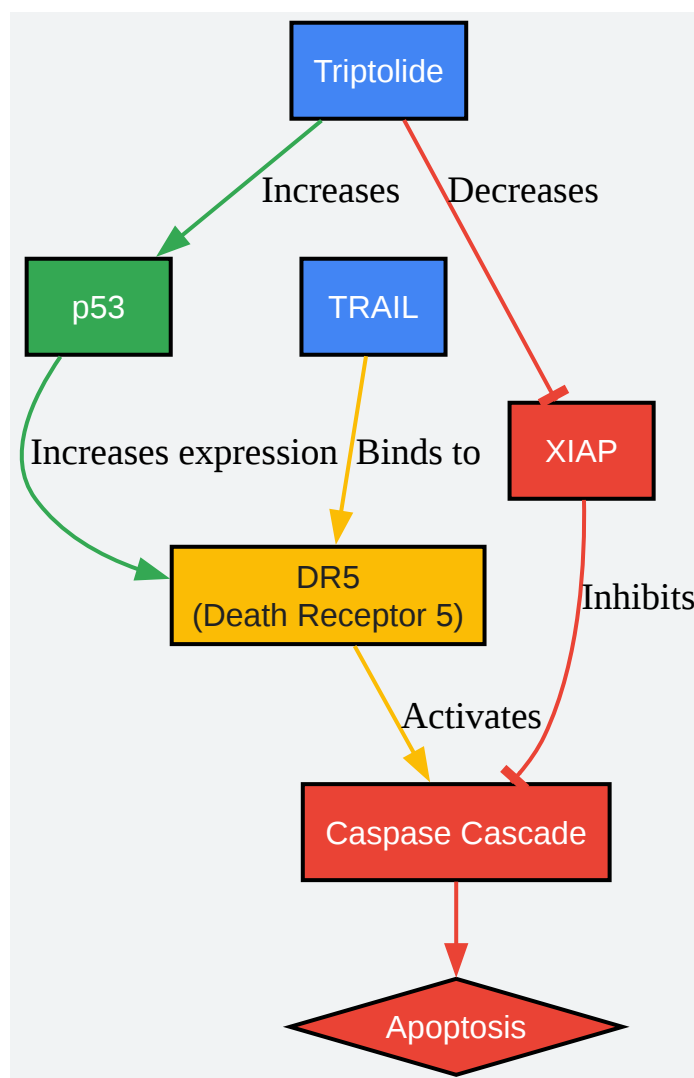 Triptolide
Increases
Decreases
p53
TRAIL
Increases expression
Binds to
XIAP
DR5
(Death Receptor 5)
Inhibits
Activates
Caspase Cascade
Apoptosis